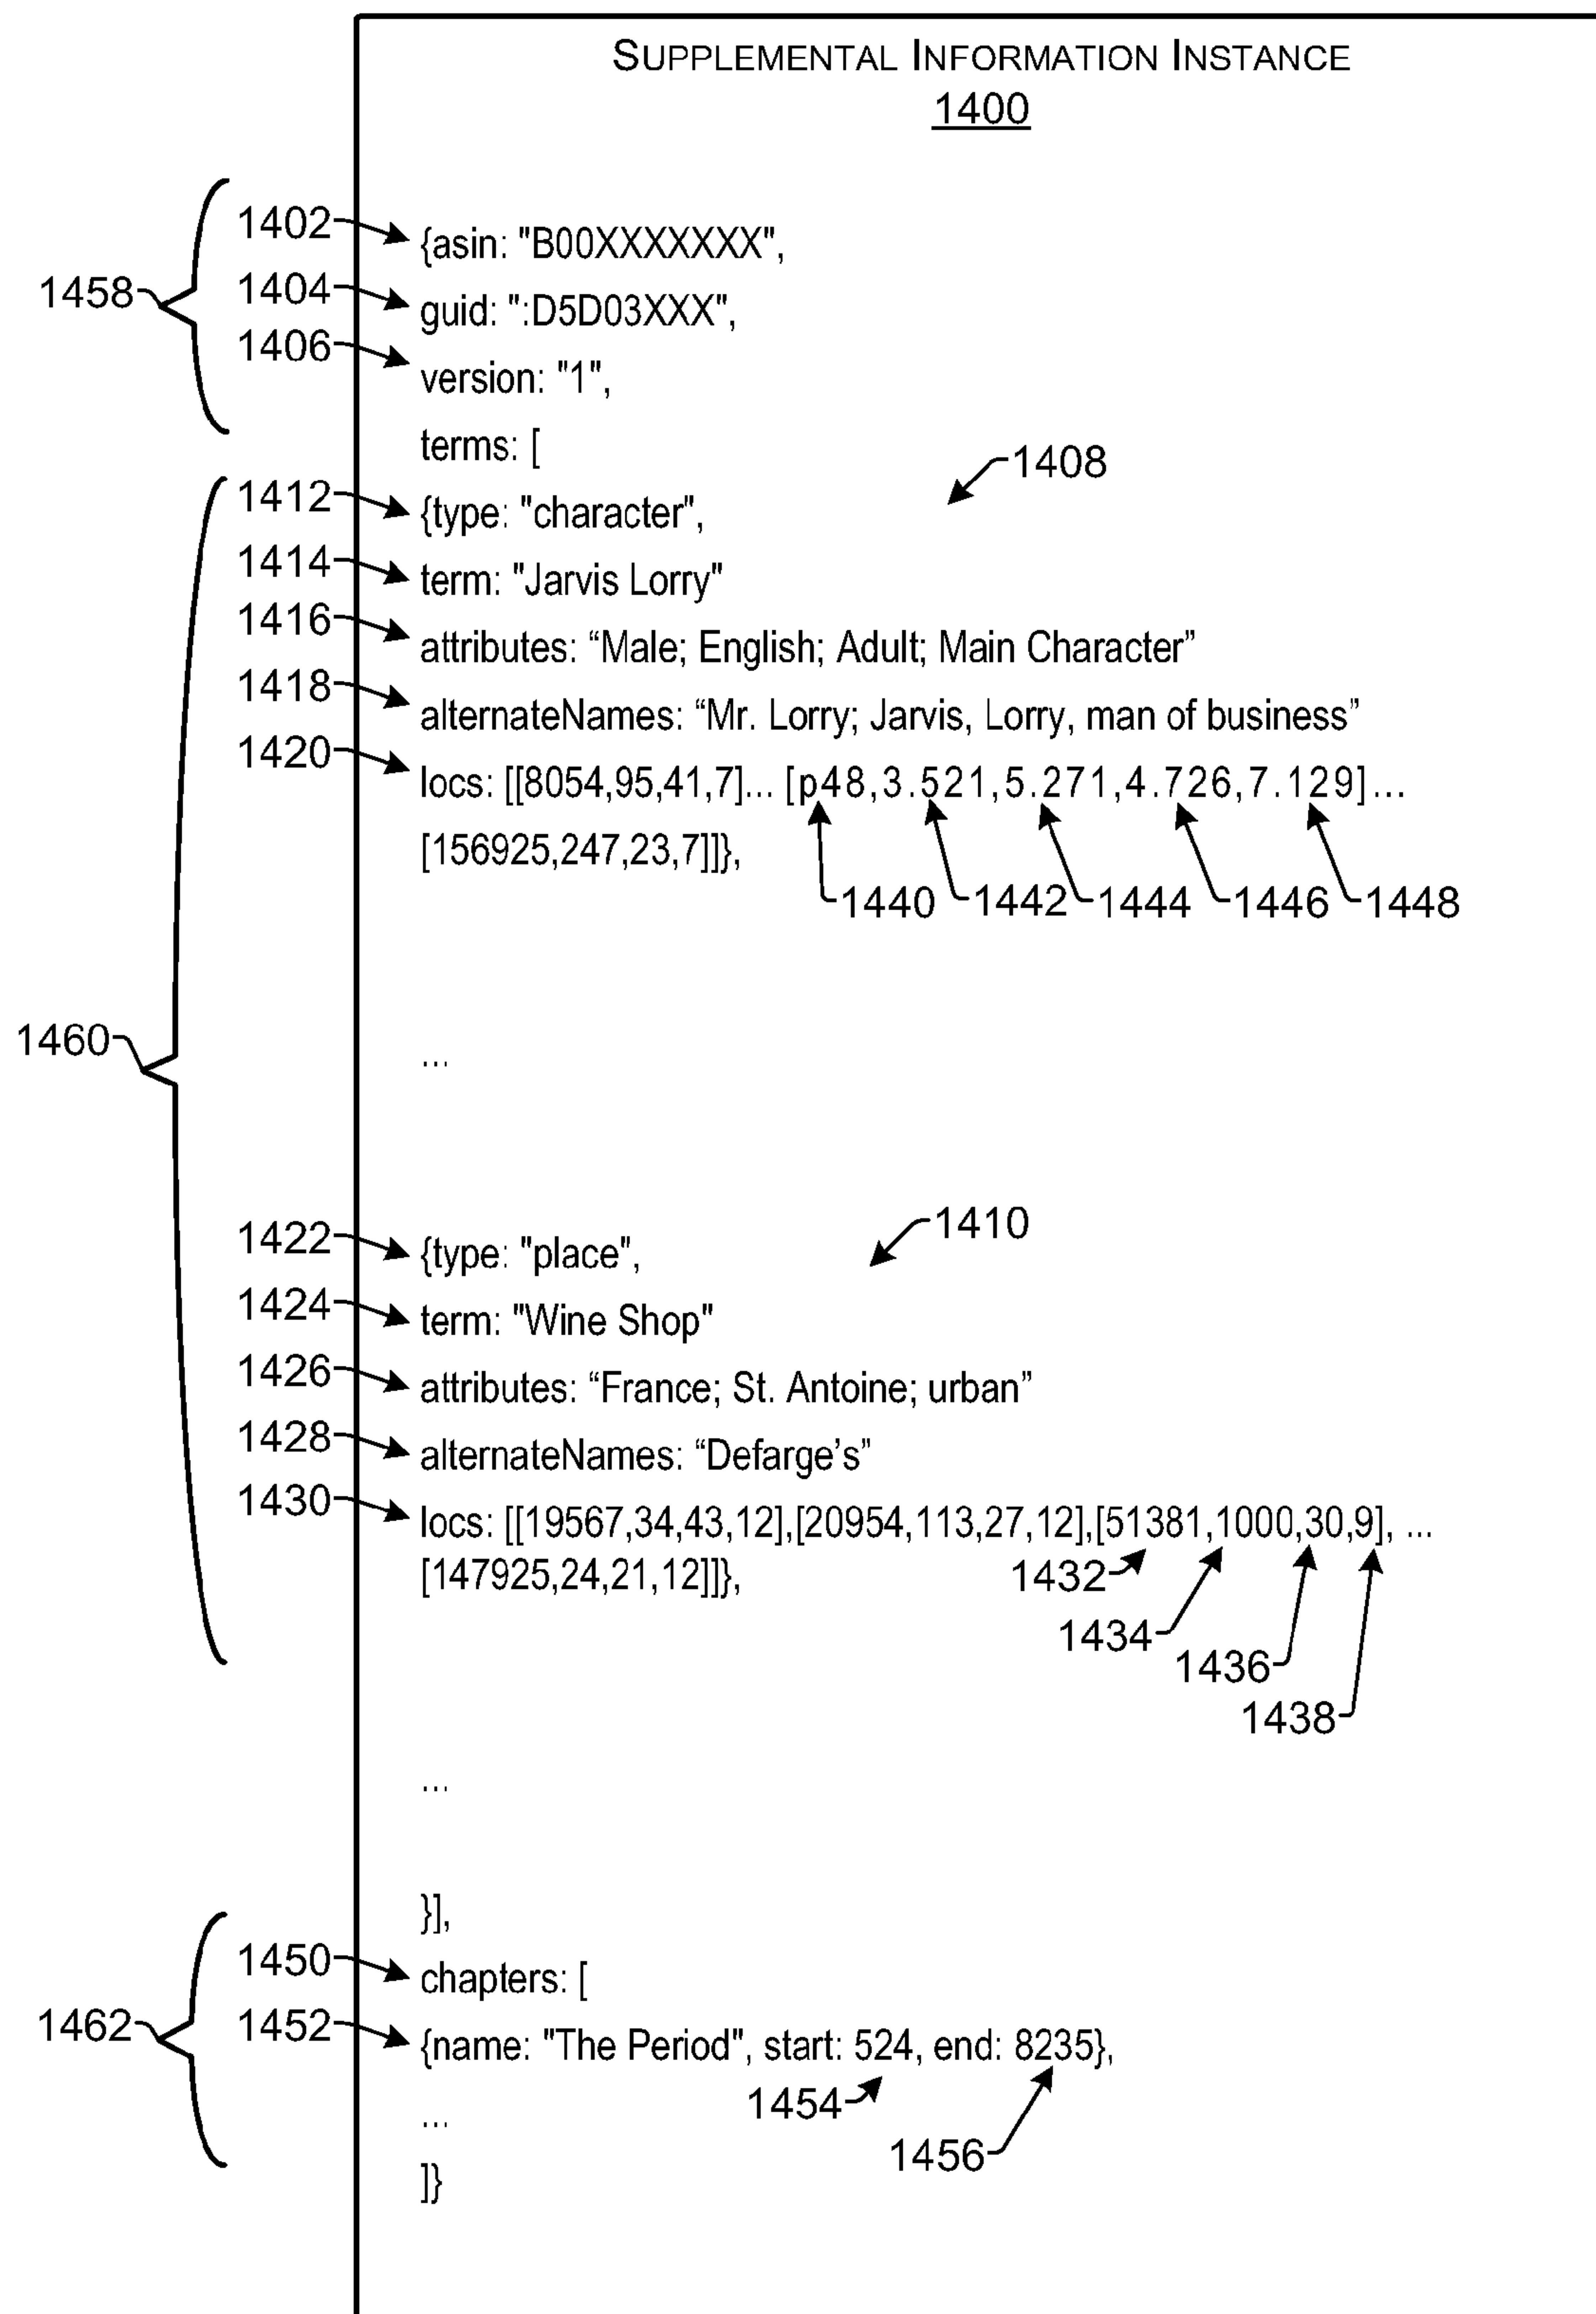 SUPPLEMENTAL INFORMATION INSTANCE
1400
1458
1402 {asin: "B00XXXXXXX",
1404 guid: ":D5D03XXX",
1406 version: "1",
terms: [
1408
1460
1412 {type: "character",
1414 term: "Jarvis Lorry"
1416 attributes: “Male; English; Adult; Main Character”
1418 alternateNames: “Mr. Lorry; Jarvis, Lorry, man of business”
1420 locs: [[8054,95,41,7]... [p48,3.521,5.271,4.726,7.129]...
[156925,247,23,7]]},
1440 1442 1444 1446 1448
...
1410
1422 {type: "place",
1424 term: "Wine Shop"
1426 attributes: “France; St. Antoine; urban”
1428 alternateNames: “Defarge’s”
1430 locs: [[19567,34,43,12],[20954,113,27,12],[51381,1000,30,9], ...
[147925,24,21,12]]},
1432
1434
1436
1438
...
}],
1462
1450 chapters: [
1452 {name: "The Period", start: 524, end: 8235},
1454
...
1456
]}